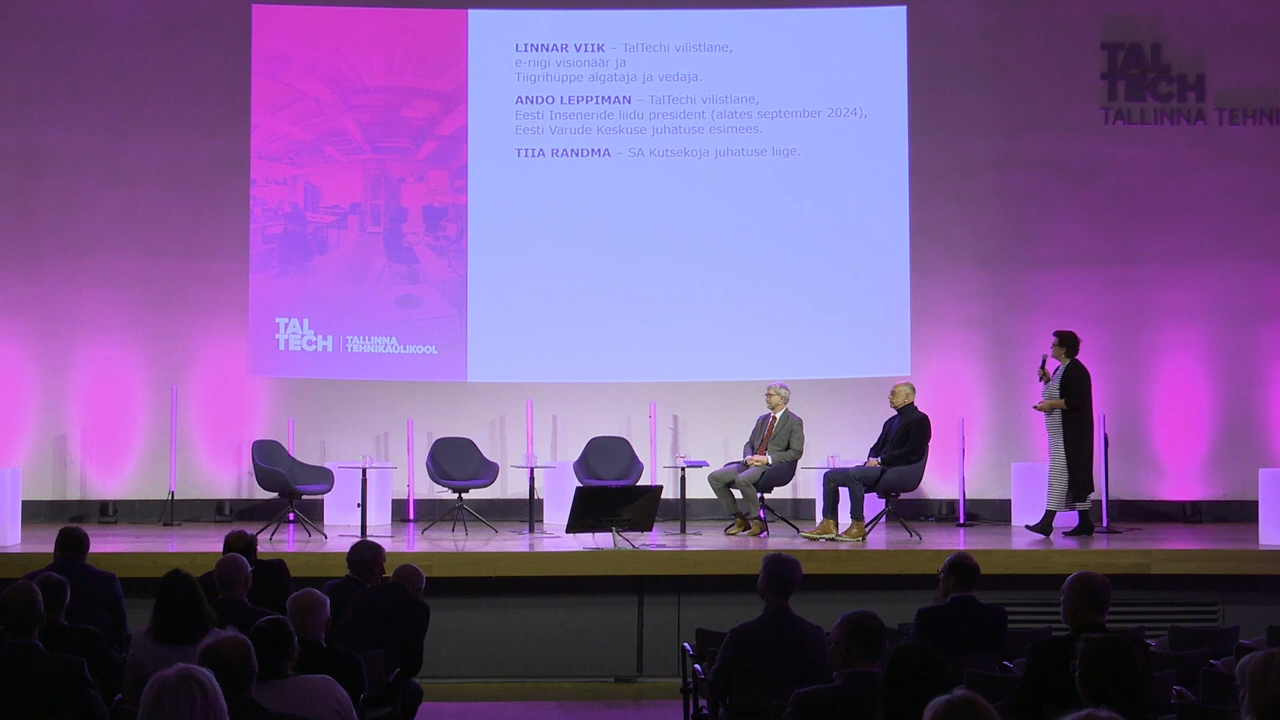 LINNAR VIIK – TalTechi vilistlane,
e-riigi visionäär ja
Tiigrihüppe algataja ja vedaja.
ANDO LEPPIMAN – TalTechi vilistlane,
Eesti Inseneride liidu president (alates september 2024),
Eesti Varude Keskuse juhatuse esimees.
TIIA RANDMA – SA Kutsekoja juhatuse liige.
TAL
TECH
TALLINNA
TEHNIKAÜLIKOOL
TAL
TECH
TALLINNA TEHNI